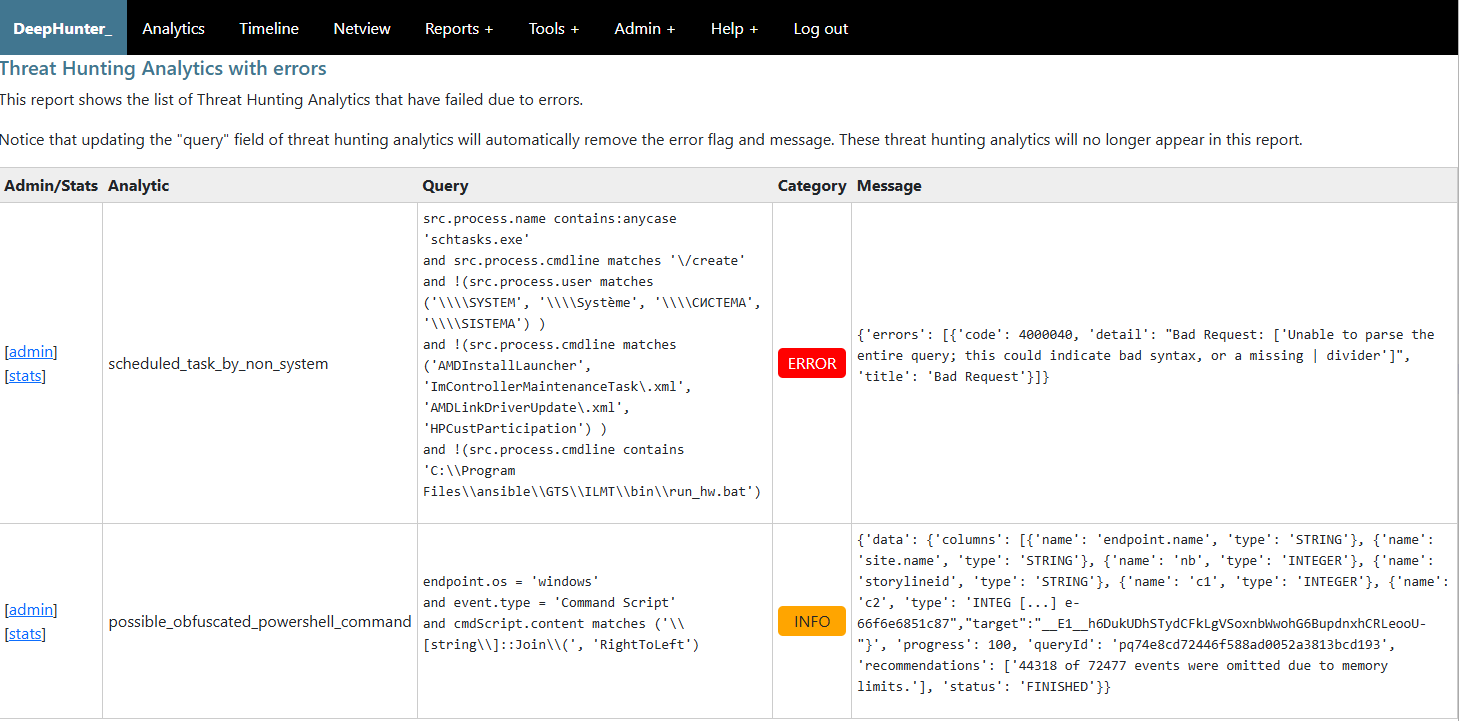 DeepHunter_ Analytics Timeline Netview Reports + Tools + Admin + Help + Log out
Threat Hunting Analytics with errors
This report shows the list of Threat Hunting Analytics that have failed due to errors.
Notice that updating the "query" field of threat hunting analytics will automatically remove the error flag and message. These threat hunting analytics will no longer appear in this report.
Admin/Stats Analytic Query Category Message
[admin]
[stats]
scheduled_task_by_non_system
src.process.name contains:anycase
'schtasks.exe'
and src.process.cmdline matches '\/create'
and !(src.process.user matches
('\\\\SYSTEM', '\\\\Système', '\\\\СИСТЕМА',
'\\\\SISTEMA') )
and !(src.process.cmdline matches
('AMDInstallLauncher',
'ImControllerMaintenanceTask\.xml',
'AMDLinkDriverUpdate\.xml',
'HPCustParticipation') )
and !(src.process.cmdline contains
'C:\\Program
Files\\ansible\\GTS\\ILMT\\bin\\run_hw.bat')
ERROR
{'errors': [{'code': 4000040, 'detail': "Bad Request: ['Unable to parse the
entire query; this could indicate bad syntax, or a missing | divider']",
'title': 'Bad Request'}]}
[admin]
[stats]
possible_obfuscated_powershell_command
endpoint.os = 'windows'
and event.type = 'Command Script'
and cmdScript.content matches ('\\
[string\\]::Join\\(', 'RightToLeft')
INFO
{'data': {'columns': [{'name': 'endpoint.name', 'type': 'STRING'}, {'name':
'site.name', 'type': 'STRING'}, {'name': 'nb', 'type': 'INTEGER'}, {'name':
'storylineid', 'type': 'STRING'}, {'name': 'c1', 'type': 'INTEGER'}, {'name':
'c2', 'type': 'INTEG [...] e-
66f6e6851c87","target":"__E1__h6DukUDhSTydCFkLgVSoxnbWwohG6BupdnxhCRLeooU-
"}', 'progress': 100, 'queryId': 'pq74e8cd72446f588ad0052a3813bcd193',
'recommendations': ['44318 of 72477 events were omitted due to memory
limits.'], 'status': 'FINISHED'}}